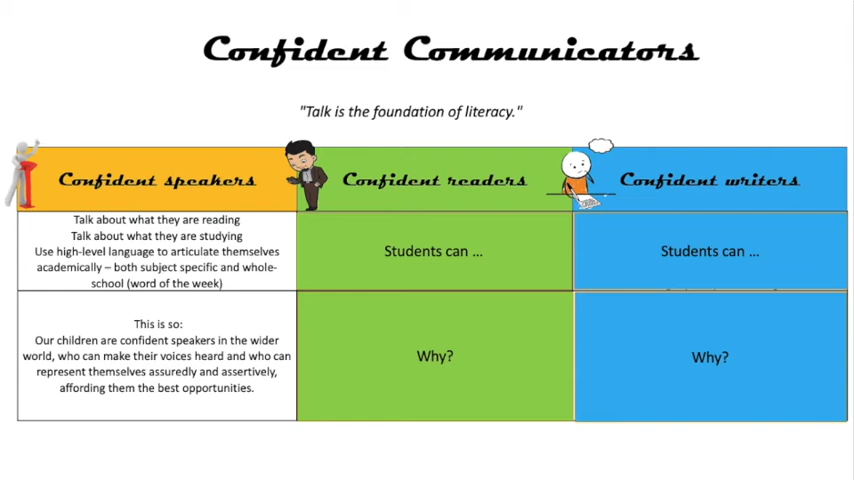 Confident Communicators
"Talk is the foundation of literacy."
Confident speakers
Confident readers
Confident writers
Talk about what they are reading
Talk about what they are studying
Use high-level language to articulate themselves
academically – both subject specific and whole-
school (word of the week)
Students can ...
Students can ...
This is so:
Our children are confident speakers in the wider
world, who can make their voices heard and who can
represent themselves assuredly and assertively,
affording them the best opportunities.
Why?
Why?